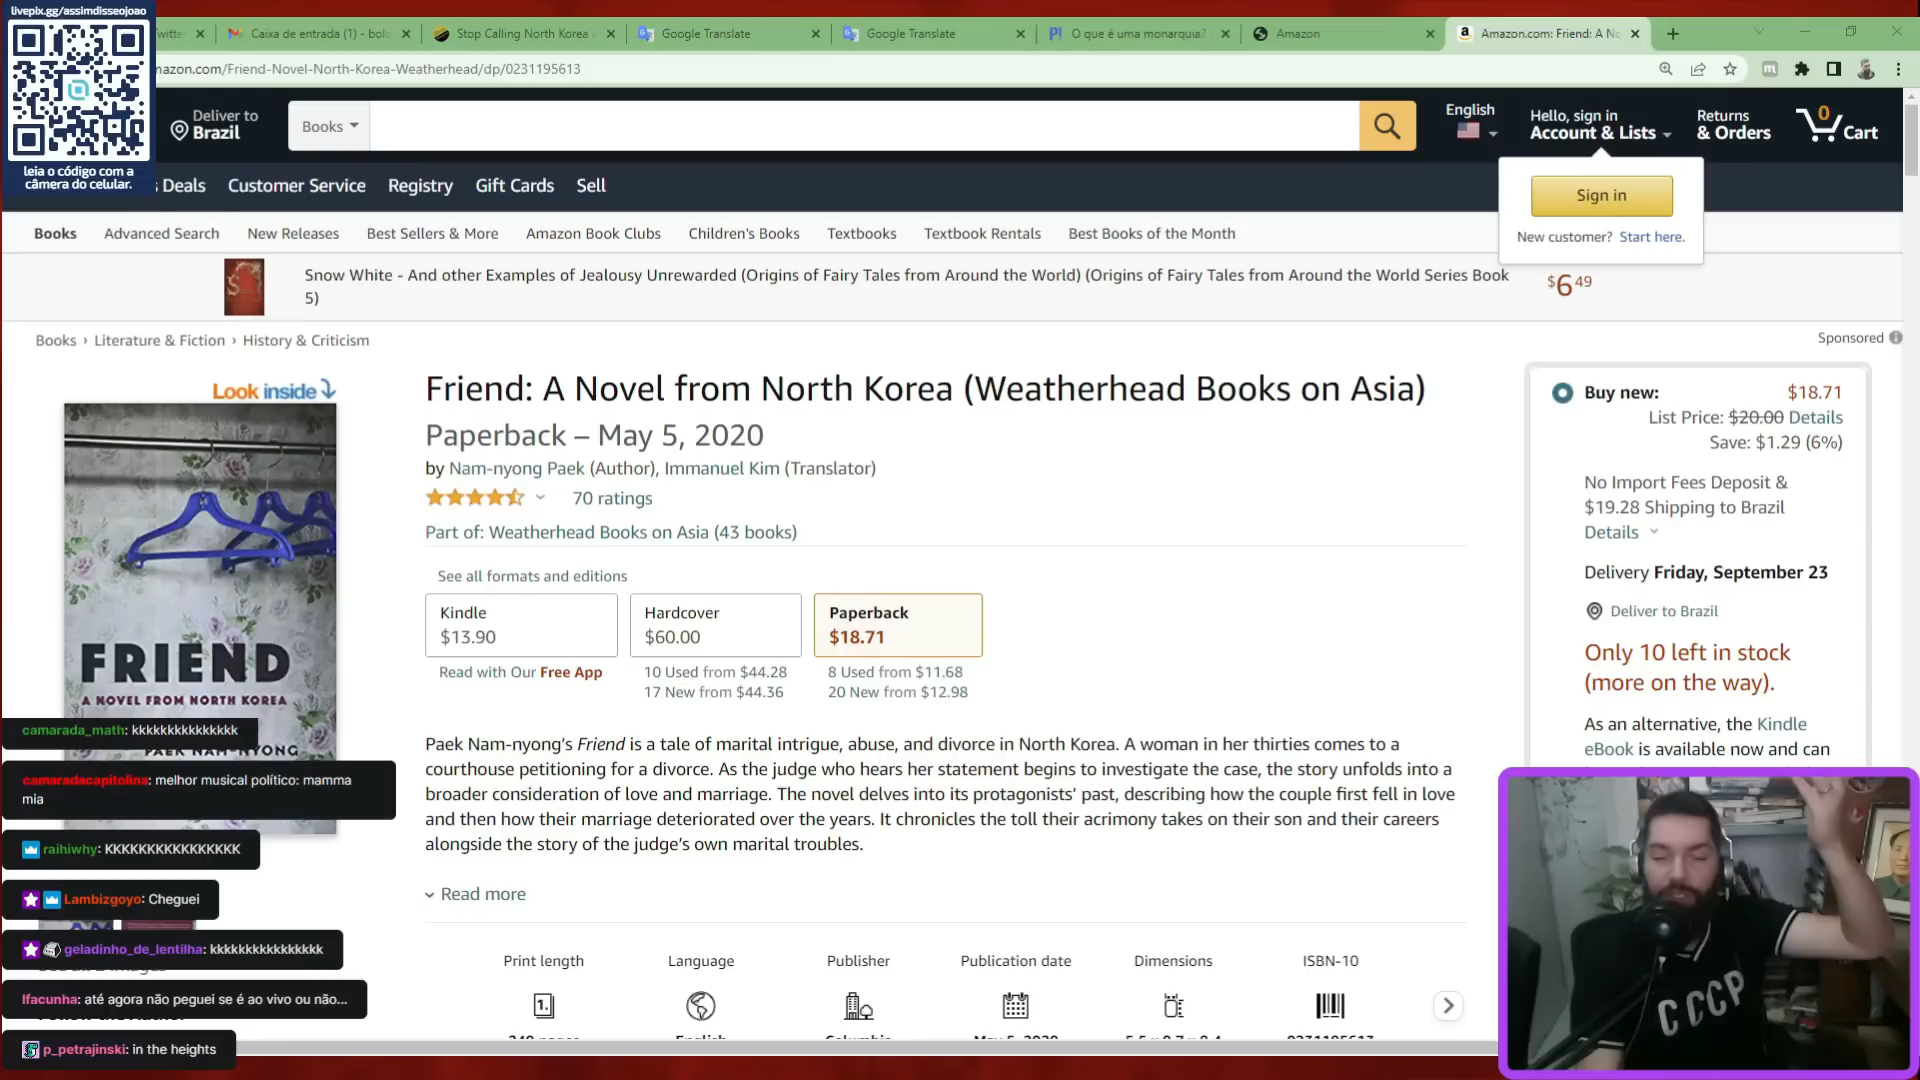 livepix.gg/assimdisseojoao
leia o código com a
câmera do celular.
Caixa de entrada (1) - bolo
Stop Calling North Korea
Google Translate
Google Translate
O que é uma monarquia?
Amazon
Amazon.com: Friend: A No
mazon.com/Friend-Novel-North-Korea-Weatherhead/dp/0231195613
Deliver to
Brazil
Books
English
Hello, sign in
Account & Lists
Returns
& Orders
0
Cart
Deals
Customer Service
Registry
Gift Cards
Sell
Sign in
New customer? Start here.
Books
Advanced Search
New Releases
Best Sellers & More
Amazon Book Clubs
Children's Books
Textbooks
Textbook Rentals
Best Books of the Month
Snow White - And other Examples of Jealousy Unrewarded (Origins of Fairy Tales from Around the World) (Origins of Fairy Tales from Around the World Series Book
5)
$6 49
Sponsored
Books › Literature & Fiction › History & Criticism
Look inside
FRIEND
A NOVEL FROM NORTH KOREA
PAEK NAM-NYONG
Friend: A Novel from North Korea (Weatherhead Books on Asia)
Paperback – May 5, 2020
by Nam-nyong Paek (Author), Immanuel Kim (Translator)
70 ratings
Part of: Weatherhead Books on Asia (43 books)
See all formats and editions
Kindle
$13.90
Read with Our Free App
Hardcover
$60.00
10 Used from $44.28
17 New from $44.36
Paperback
$18.71
8 Used from $11.68
20 New from $12.98
Paek Nam-nyong’s Friend is a tale of marital intrigue, abuse, and divorce in North Korea. A woman in her thirties comes to a
courthouse petitioning for a divorce. As the judge who hears her statement begins to investigate the case, the story unfolds into a
broader consideration of love and marriage. The novel delves into its protagonists’ past, describing how the couple first fell in love
and then how their marriage deteriorated over the years. It chronicles the toll their acrimony takes on their son and their careers
alongside the story of the judge’s own marital troubles.
Read more
Print length
Language
Publisher
Publication date
Dimensions
ISBN-10
1.
English
Columbia
May 5, 2020
0231195613
Buy new:
$18.71
List Price: $20.00 Details
Save: $1.29 (6%)
No Import Fees Deposit &
$19.28 Shipping to Brazil
Details
Delivery Friday, September 23
Deliver to Brazil
Only 10 left in stock
(more on the way).
As an alternative, the Kindle
eBook is available now and can
camarada_math: kkkkkkkkkkkkkkk
camaradacapitolina: melhor musical político: mamma
mia
raihiwhy: KKKKKKKKKKKKKKKK
Lambizgoyo: Cheguei
geladinho_de_lentilha: kkkkkkkkkkkkkkkk
lfacunha: até agora não peguei se é ao vivo ou não...
p_petrajinski: in the heights
CCCP